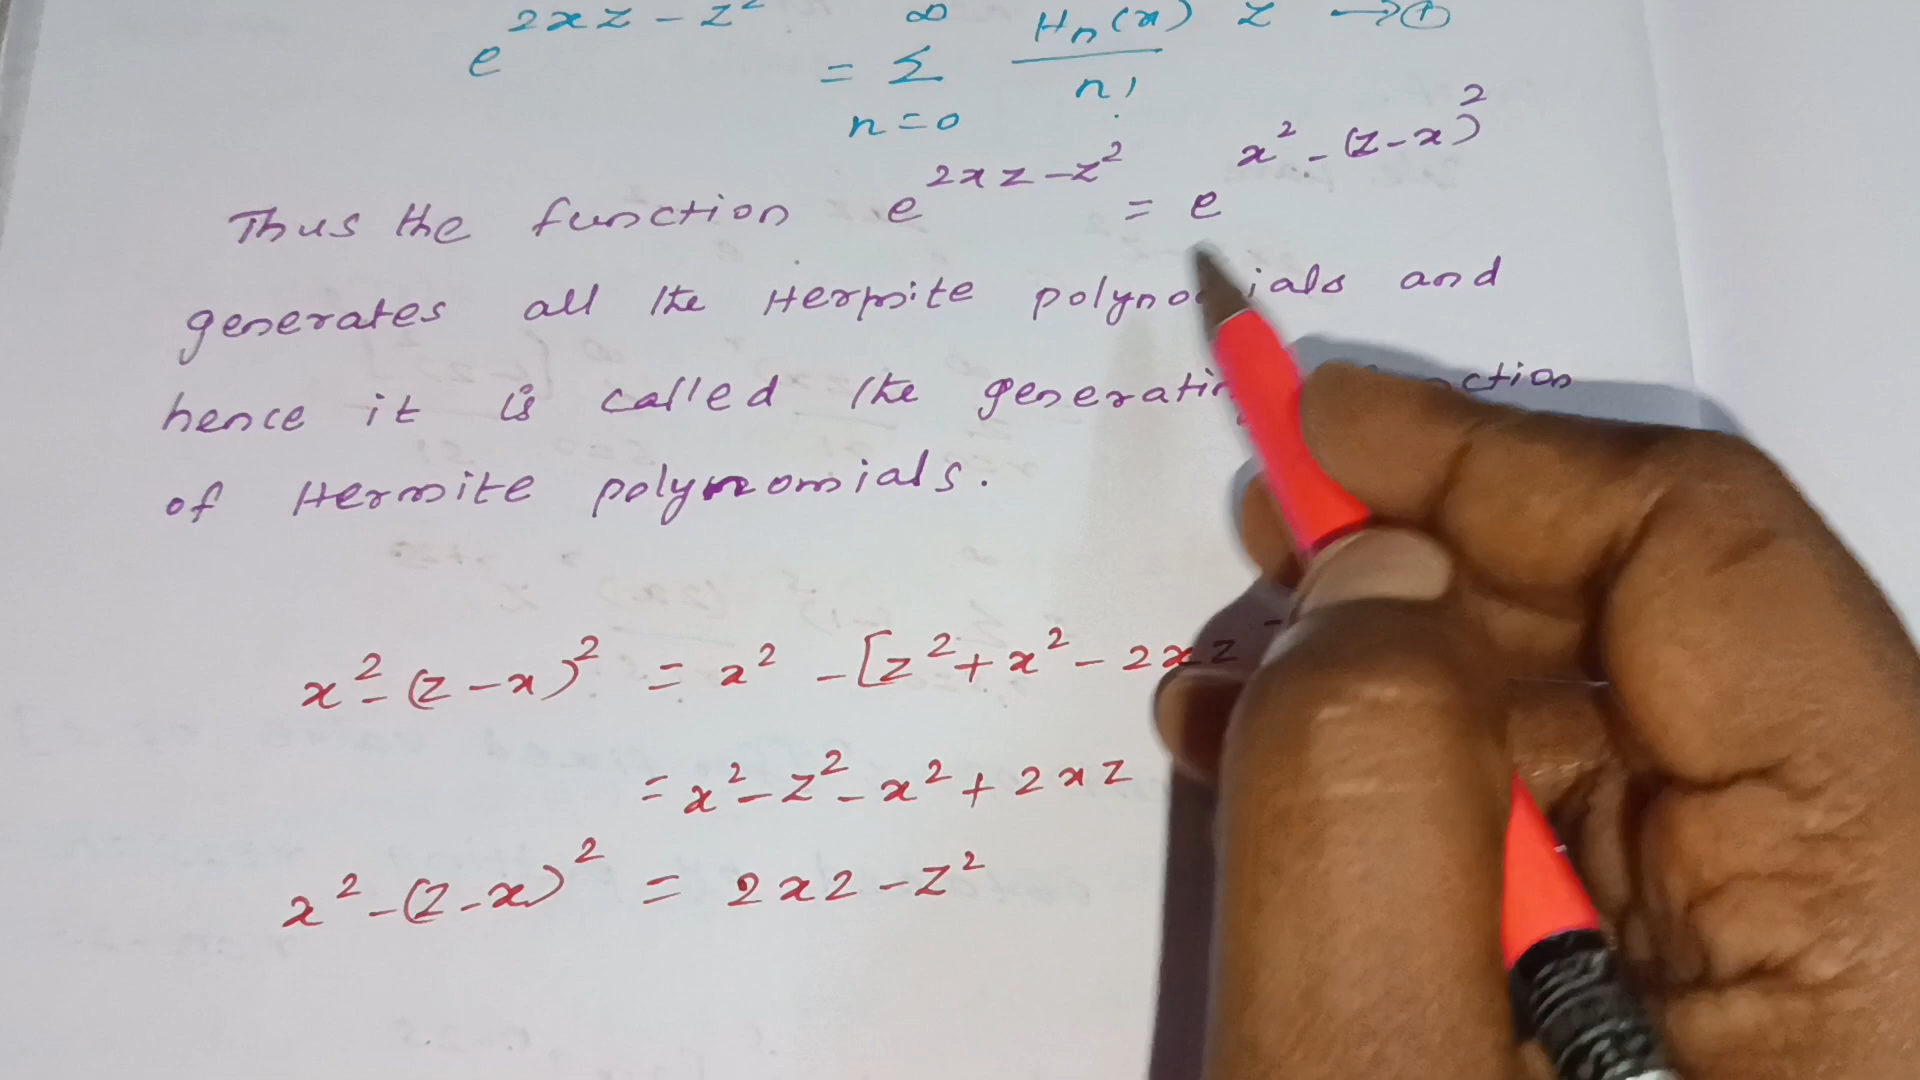 e^{2xz-z^2} = \sum_{n=0}^{∞} \frac{H_n(x)}{n!} z → ①
Thus the function e^{2xz-z^2} = e^{x^2-(z-x)^2}
generates all the Hermite polynomials and
hence it is called the generating
of Hermite polynomials.
x^2-(z-x)^2 = x^2 -[z^2+x^2-2xz
= x^2-z^2-x^2+2xz
x^2-(z-x)^2 = 2xz-z^2